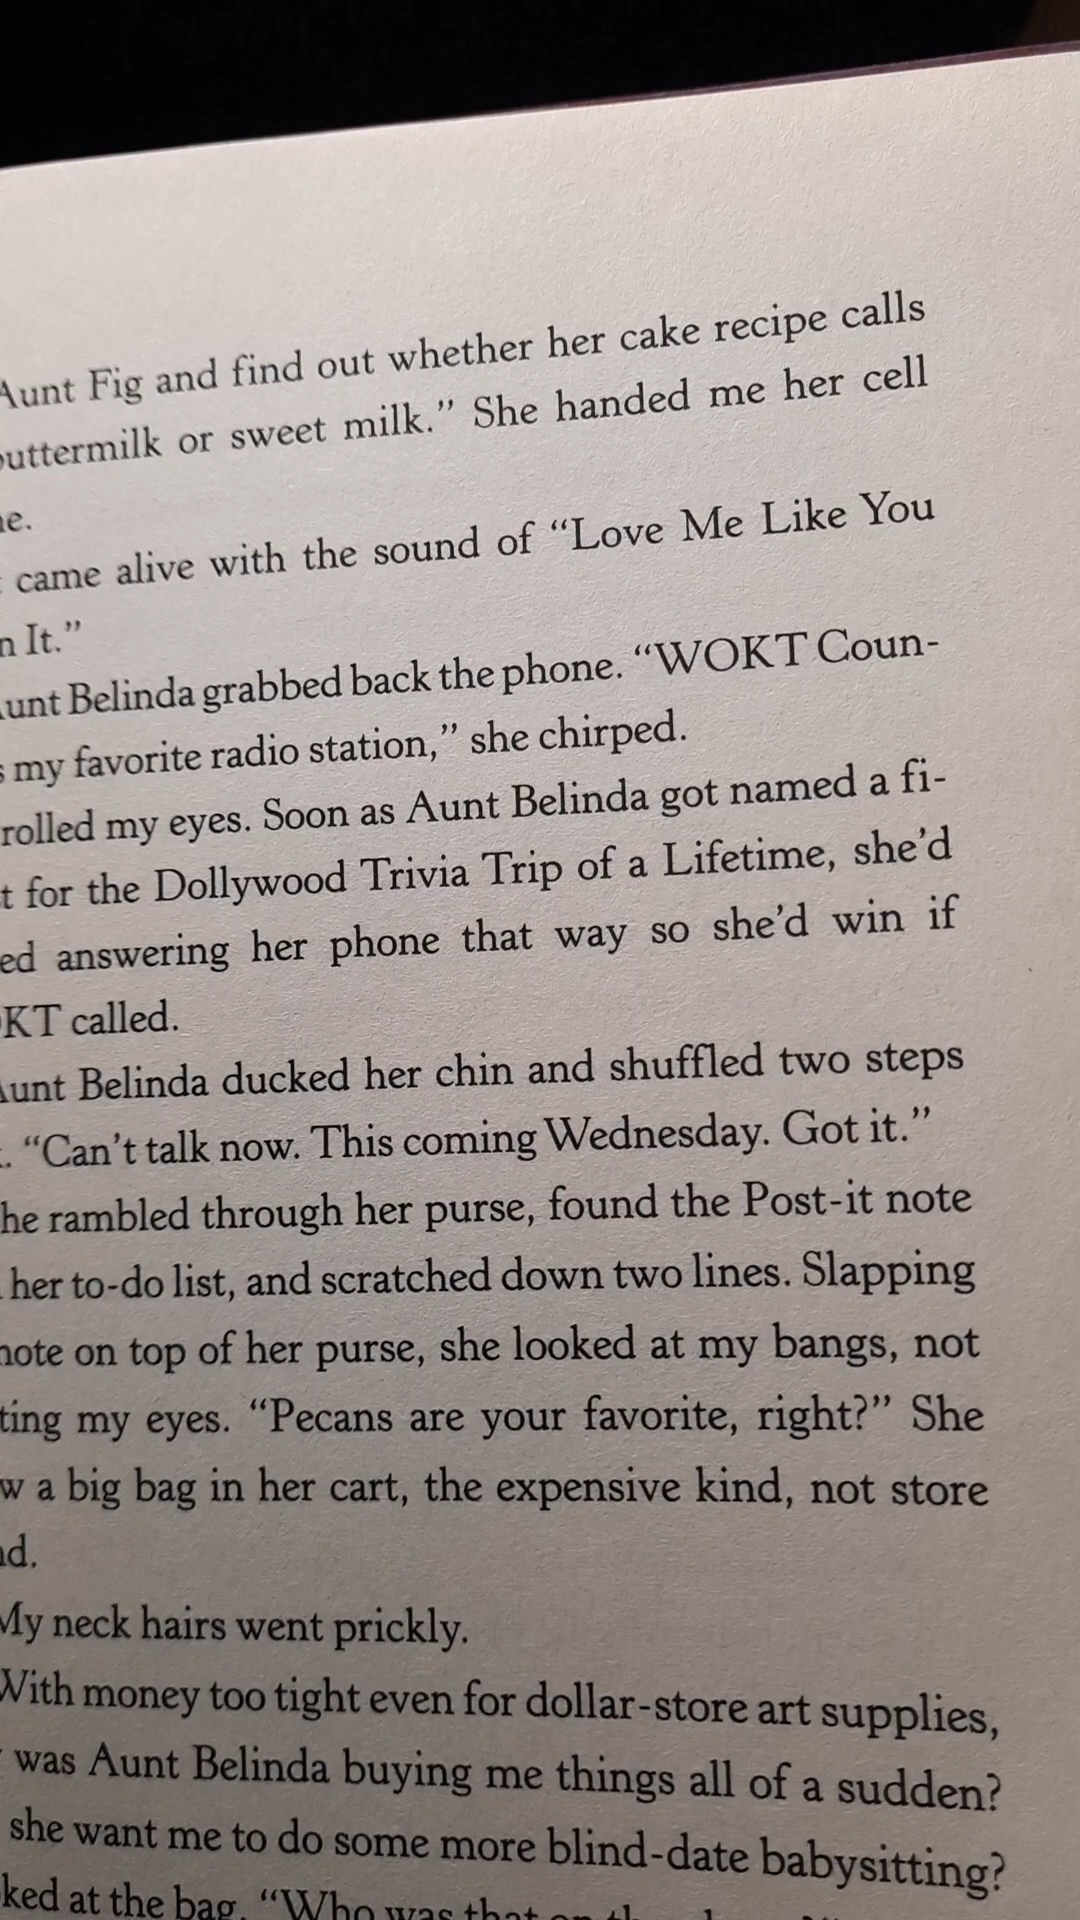 Aunt Fig and find out whether her cake recipe calls
buttermilk or sweet milk.” She handed me her cell
came alive with the sound of “Love Me Like You
It.”
Aunt Belinda grabbed back the phone. “WOKT Coun-
my favorite radio station,” she chirped.
rolled my eyes. Soon as Aunt Belinda got named a fi-
for the Dollywood Trivia Trip of a Lifetime, she’d
answering her phone that way so she’d win if
called.
Aunt Belinda ducked her chin and shuffled two steps
“Can’t talk now. This coming Wednesday. Got it.”
rambled through her purse, found the Post-it note
her to-do list, and scratched down two lines. Slapping
note on top of her purse, she looked at my bangs, not
my eyes. “Pecans are your favorite, right?” She
a big bag in her cart, the expensive kind, not store
My neck hairs went prickly.
With money too tight even for dollar-store art supplies,
was Aunt Belinda buying me things all of a sudden?
she want me to do some more blind-date babysitting?
at the bag. “Who was that